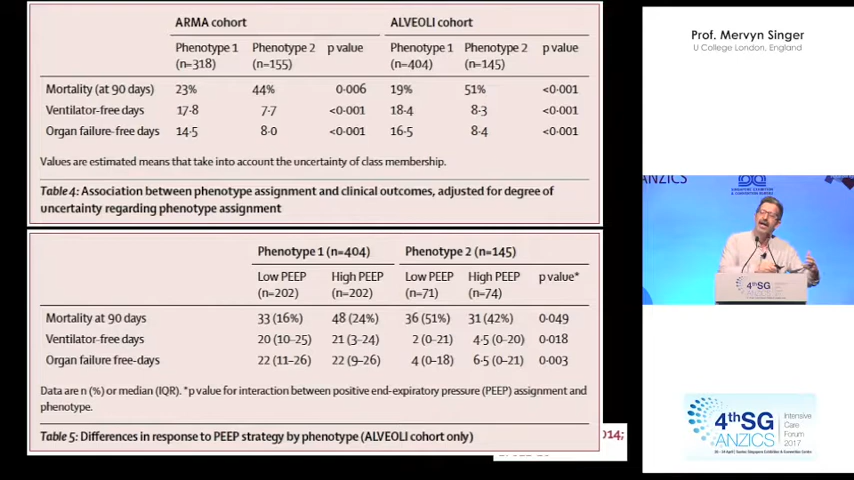 ARMA cohort ALVEOLI cohort
Phenotype 1 (n=318) Phenotype 2 (n=155) p value Phenotype 1 (n=404) Phenotype 2 (n=145) p value
Mortality (at 90 days) 23% 44% 0·006 19% 51% <0·001
Ventilator-free days 17·8 7·7 <0·001 18·4 8·3 <0·001
Organ failure-free days 14·5 8·0 <0·001 16·5 8·4 <0·001
Values are estimated means that take into account the uncertainty of class membership.
Table 4: Association between phenotype assignment and clinical outcomes, adjusted for degree of
uncertainty regarding phenotype assignment
Phenotype 1 (n=404) Phenotype 2 (n=145)
Low PEEP (n=202) High PEEP (n=202) Low PEEP (n=71) High PEEP (n=74) p value*
Mortality at 90 days 33 (16%) 48 (24%) 36 (51%) 31 (42%) 0·049
Ventilator-free days 20 (10–25) 21 (3–24) 2 (0–21) 4·5 (0–20) 0·018
Organ failure free-days 22 (11–26) 22 (9–26) 4 (0–18) 6·5 (0–21) 0·003
Data are n (%) or median (IQR). *p value for interaction between positive end-expiratory pressure (PEEP) assignment and
phenotype.
Table 5: Differences in response to PEEP strategy by phenotype (ALVEOLI cohort only)
014;
Prof. Mervyn Singer
U College London, England
ANZICS
4thSG
ANZICS
4thSG
ANZICS
Intensive
Care
Forum
2017